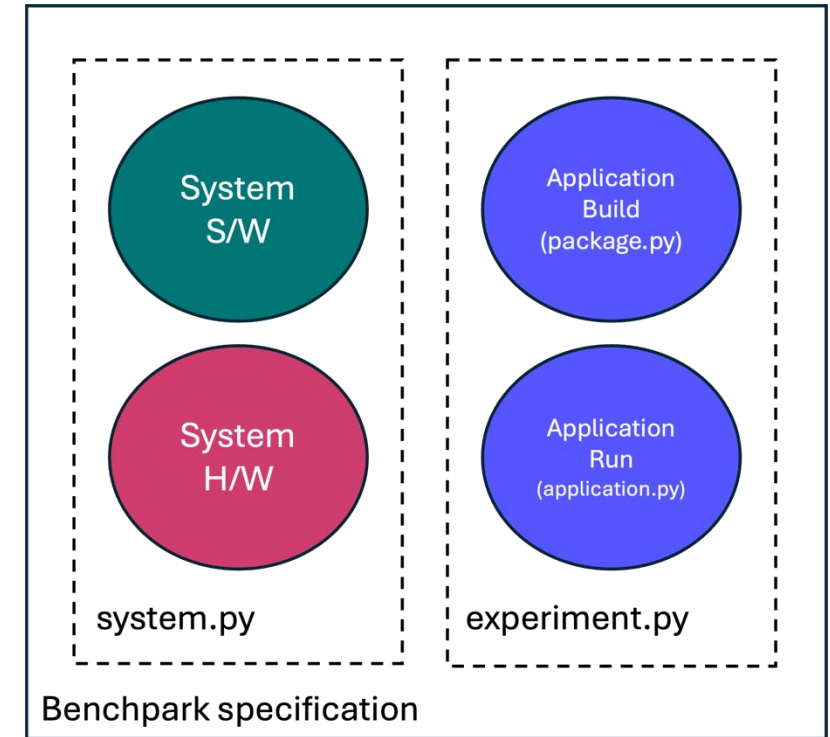 System
S/W
System
H/W
system.py
Application
Build
(package.py)
Application
Run
(application.py)
experiment.py
Benchpark specification